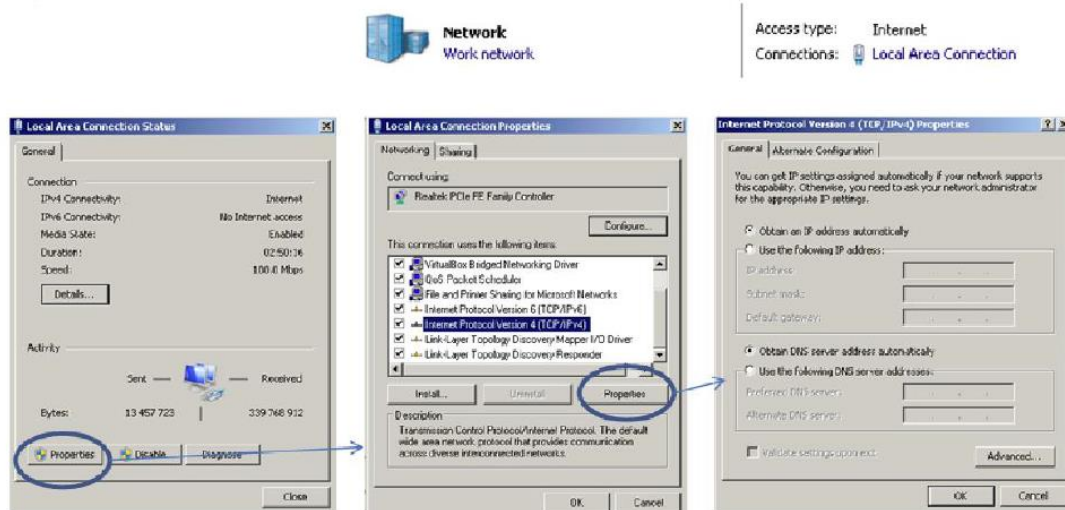 Network
Work network
Access type: Internet
Connections: Local Area Connection
Local Area Connection Status
General
Connection
IPv4 Connectivity: Internet
IPv6 Connectivity: No Internet access
Media State: Enabled
Duration: 02:50:36
Speed: 100.0 Mbps
Details...
Activity
Sent — — Received
Bytes: 13 457 723 | 339 768 912
Properties Disable Diagnose
Close
Local Area Connection Properties
Networking Sharing
Connect using:
Realtek PCIe FE Family Controller
Configure...
This connection uses the following items:
VirtualBox Bridged Networking Driver
QoS Packet Scheduler
File and Printer Sharing for Microsoft Networks
Internet Protocol Version 6 (TCP/IPv6)
Internet Protocol Version 4 (TCP/IPv4)
Link-Layer Topology Discovery Mapper I/O Driver
Link-Layer Topology Discovery Responder
Install... Uninstall Properties
Description
Transmission Control Protocol/Internet Protocol. The default
wide area network protocol that provides communication
across diverse interconnected networks.
OK Cancel
Internet Protocol Version 4 (TCP/IPv4) Properties
General Alternate Configuration
You can get IP settings assigned automatically if your network supports
this capability. Otherwise, you need to ask your network administrator
for the appropriate IP settings.
Obtain an IP address automatically
Use the following IP address:
IP address:
Subnet mask:
Default gateway:
Obtain DNS server address automatically
Use the following DNS server addresses:
Preferred DNS server:
Alternate DNS server:
Validate settings upon exit
Advanced...
OK Cancel